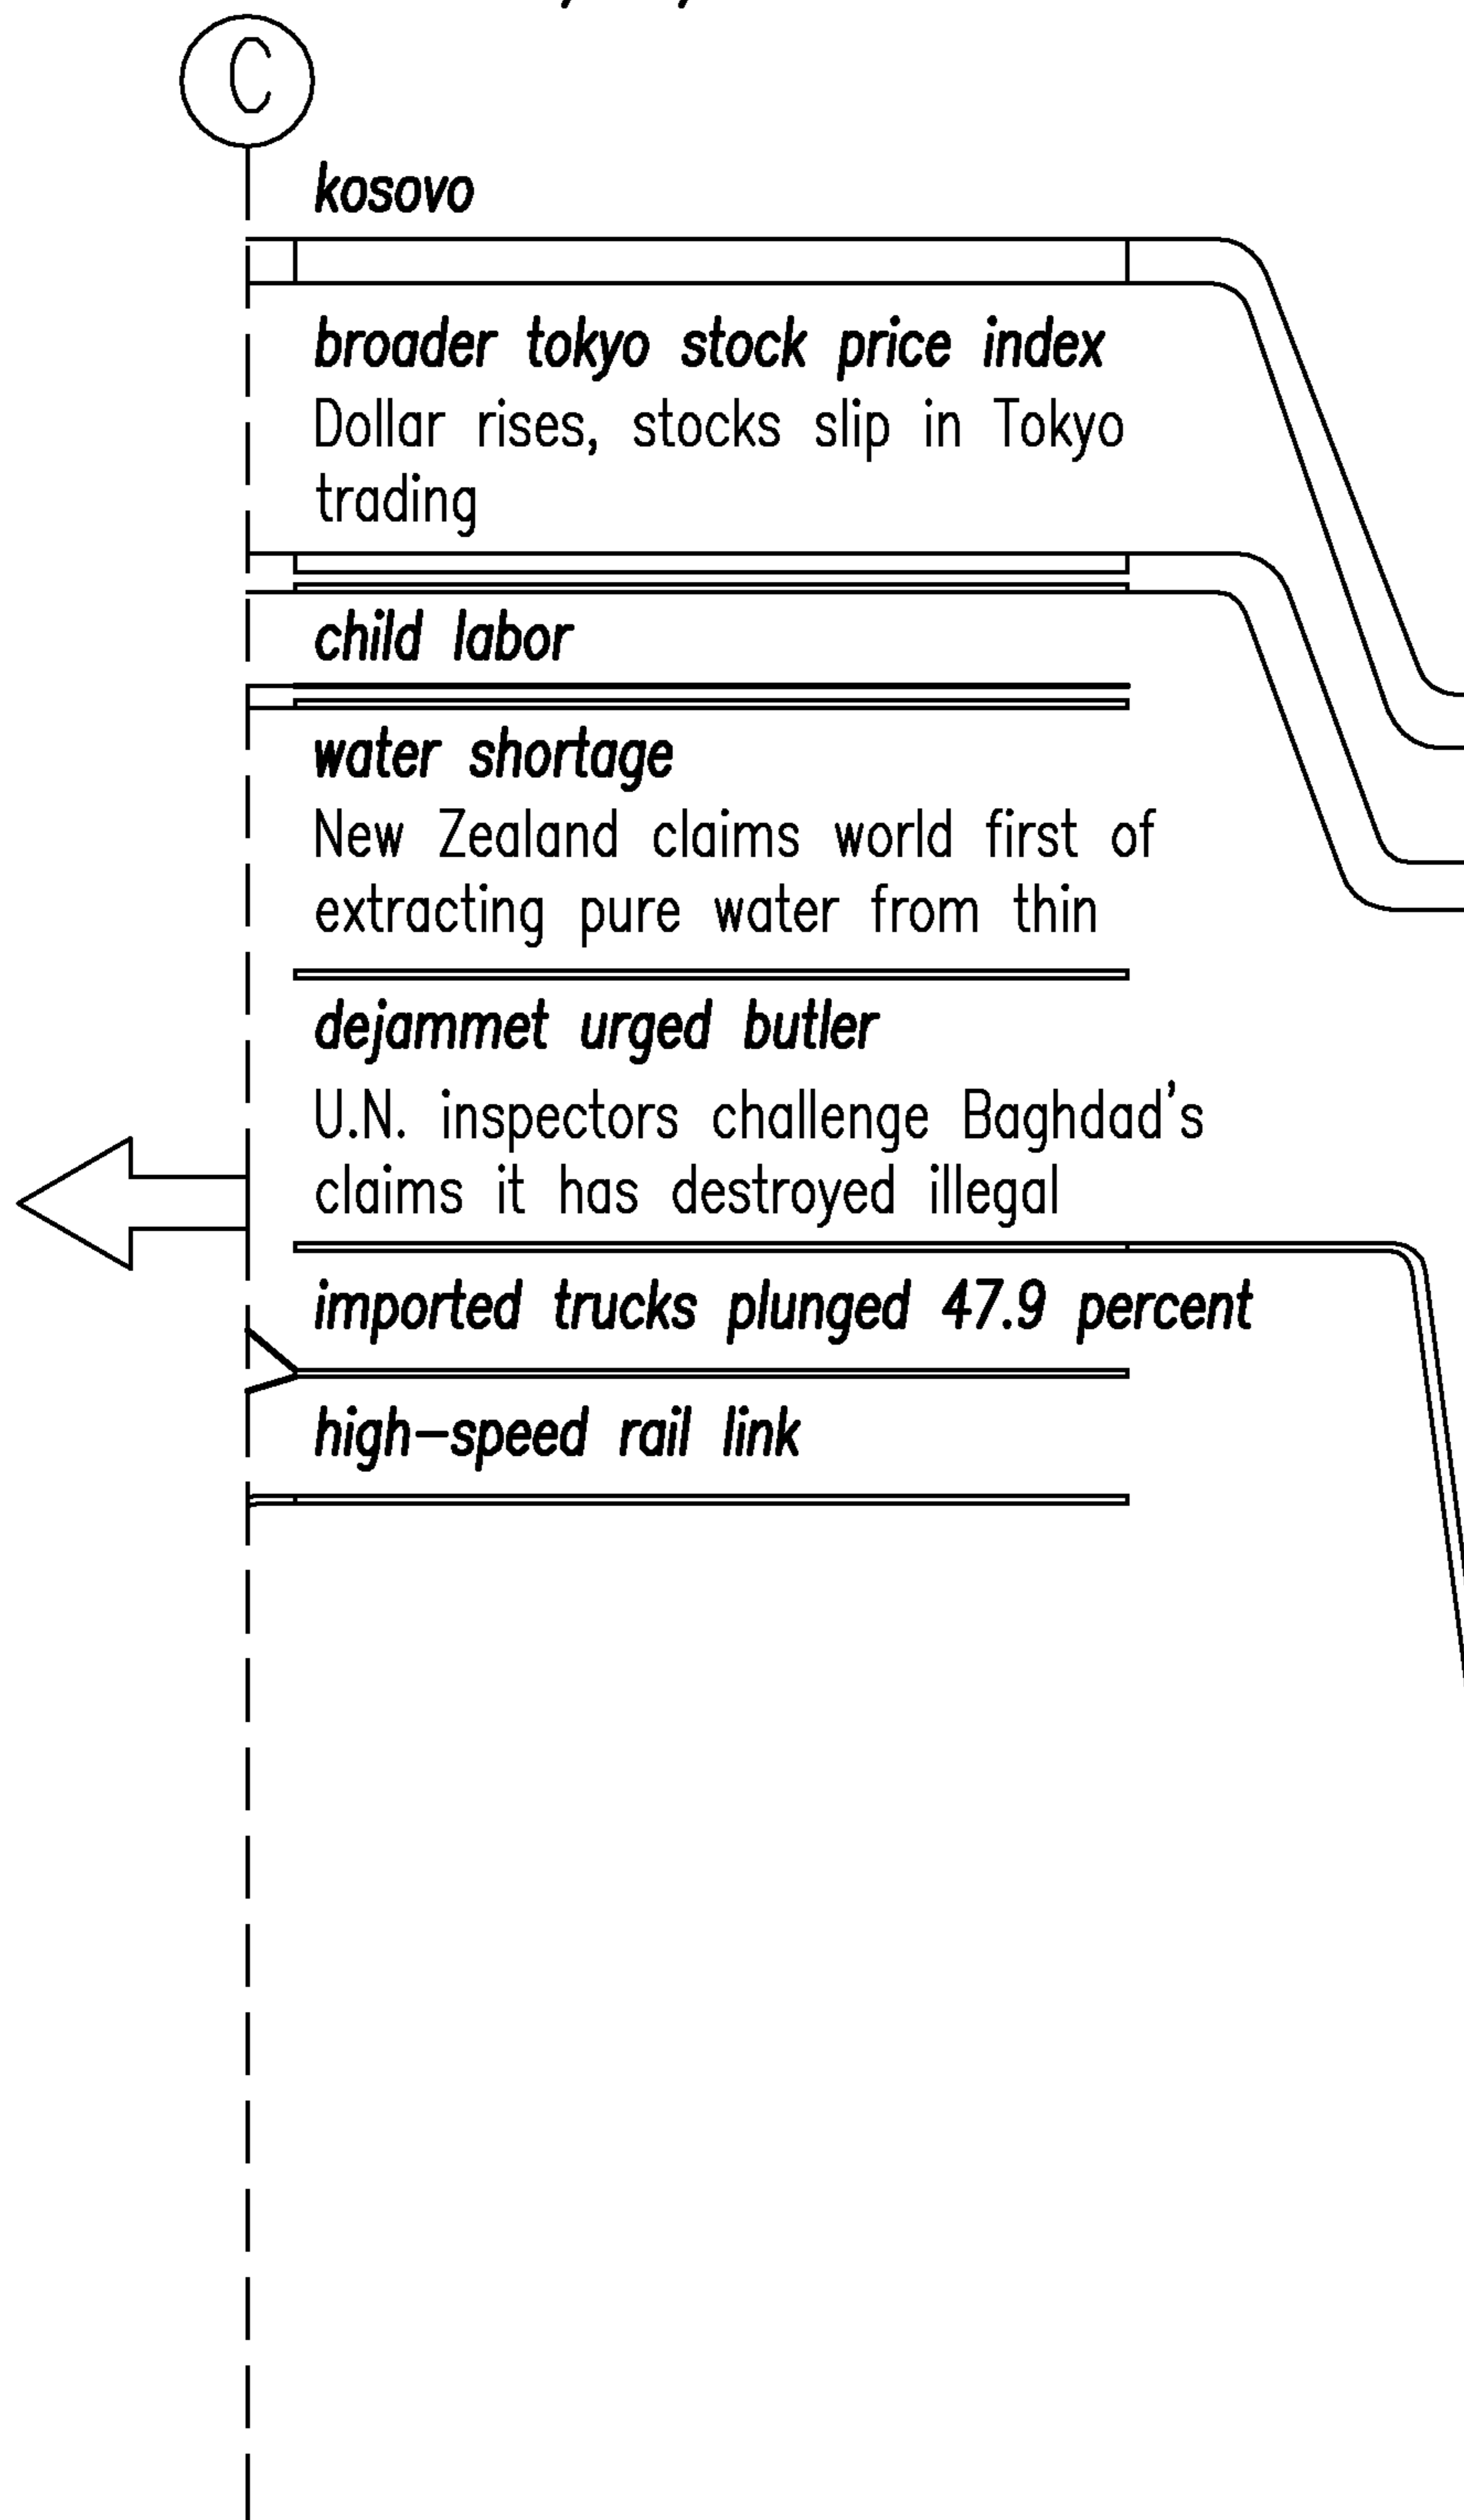 C
kosovo
broader tokyo stock price index
Dollar rises, stocks slip in Tokyo
trading
child labor
water shortage
New Zealand claims world first of
extracting pure water from thin
dejammet urged butler
U.N. inspectors challenge Baghdad's
claims it has destroyed illegal
imported trucks plunged 47.9 percent
high-speed rail link